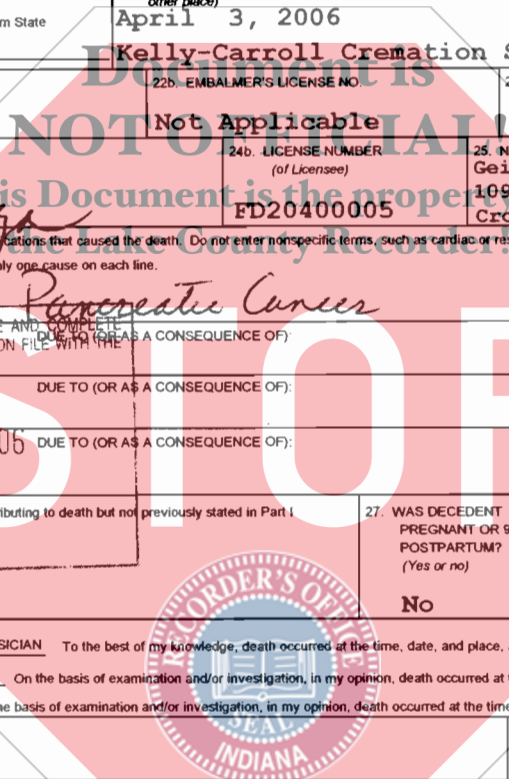 other place)
m State
April 3, 2006
Kelly-Carroll Cremation S
Document is
22b. EMBALMER'S LICENSE NO.
2
Not Applicable
NOT OFFICIAL!
24b. LICENSE NUMBER
(of Licensee)
25. N
Gei
109
Cro
is Document is the property
FD20400005
the Lake County Recorder!
cations that caused the death. Do not enter nonspecific terms, such as cardiac or res
ly one cause on each line.
Pancreatic Cancer
E AND COMPLETE
ON FILE WITH THE
DUE TO (OR AS A CONSEQUENCE OF):
DUE TO (OR AS A CONSEQUENCE OF):
STOP
06
DUE TO (OR AS A CONSEQUENCE OF):
ibuting to death but not previously stated in Part I
27. WAS DECEDENT
PREGNANT OR 9
POSTPARTUM?
(Yes or no)
No
RECORDER'S OFFICE
SEAL
INDIANA
SICIAN To the best of my knowledge, death occurred at the time, date, and place,
On the basis of examination and/or investigation, in my opinion, death occurred at t
he basis of examination and/or investigation, in my opinion, death occurred at the time